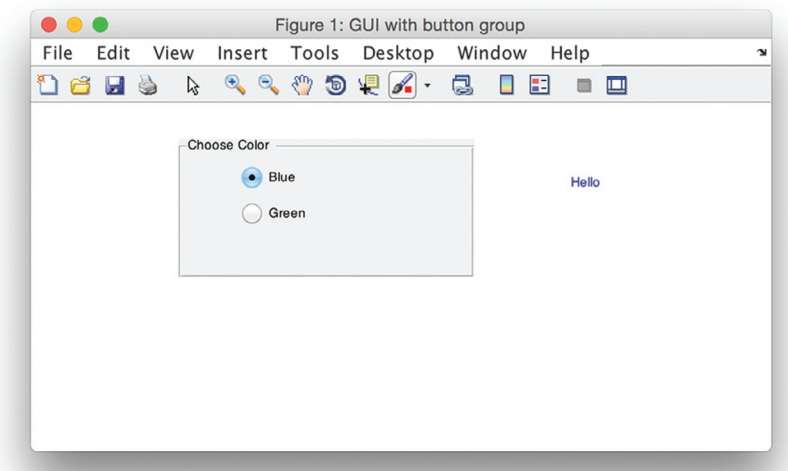 Figure 1: GUI with button group
File Edit View Insert Tools Desktop Window Help
Choose Color
Blue
Hello
Green